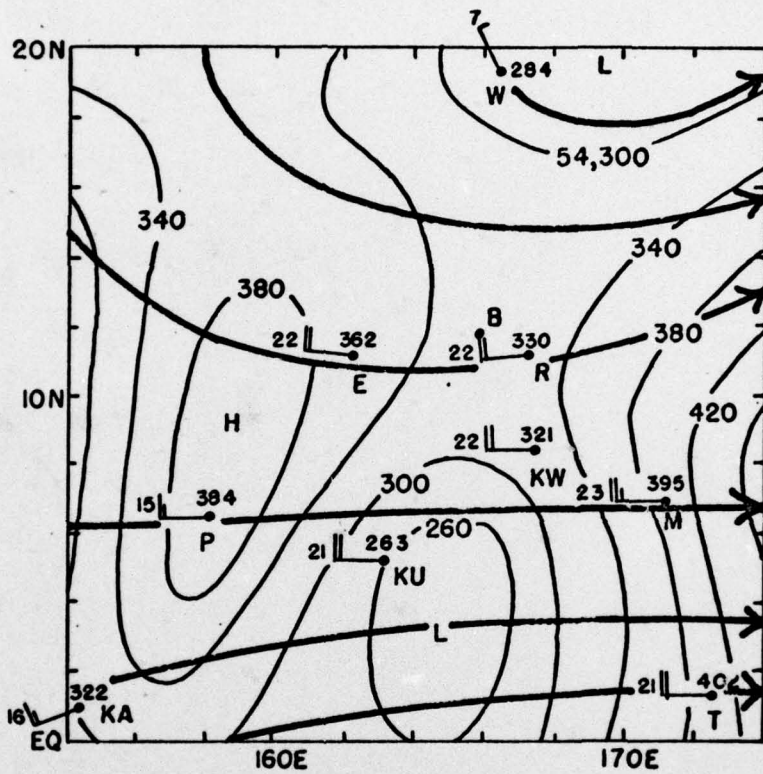 7
20N
284 L
W
54,300
340
340
380
B
380
22 362
22 330
E
R
10N
420
H
22 321
KW
300
23 395
15 384
260
M
P
21 263
KU
L
322
21 402
16 KA
T
EQ
160E 170E